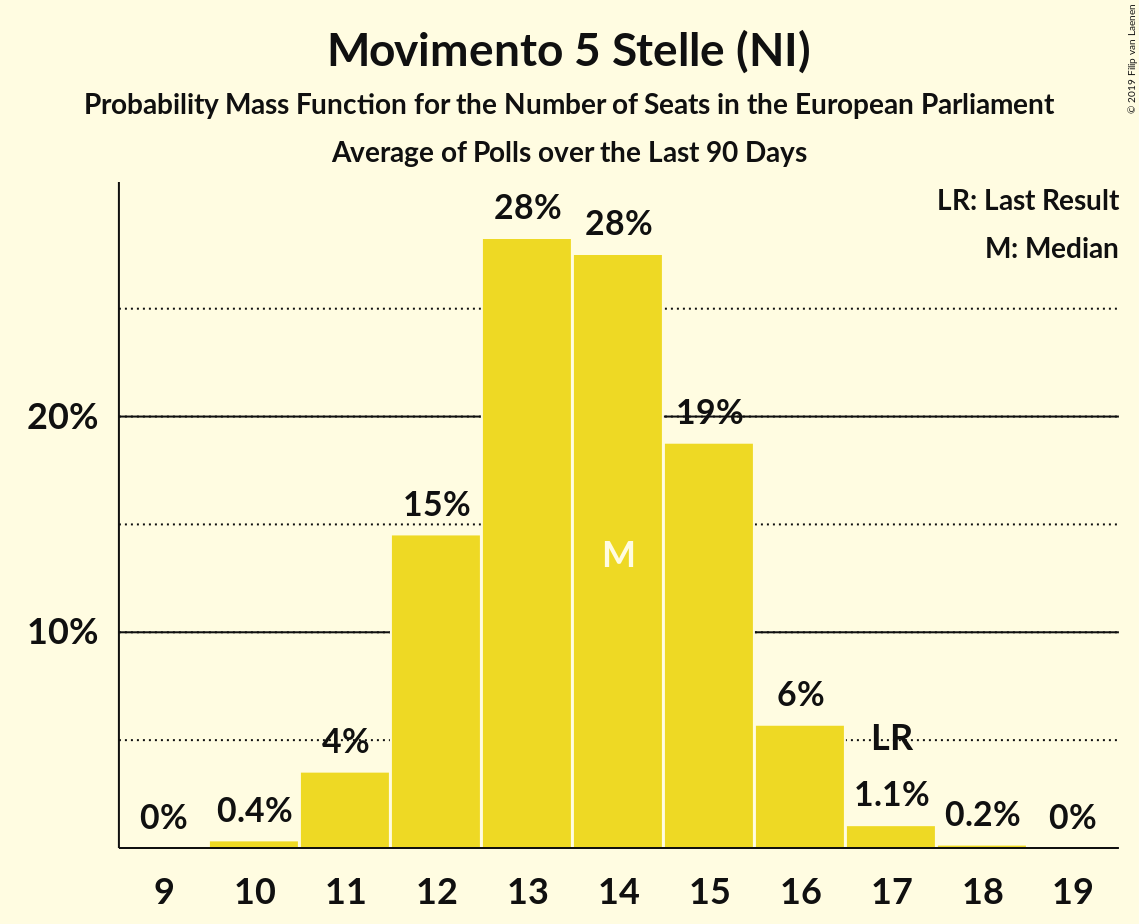 Movimento 5 Stelle (NI)
Probability Mass Function for the Number of Seats in the European Parliament
Average of Polls over the Last 90 Days
© 2019 Filip van Laenen
LR: Last Result
M: Median
28%
28%
20%
19%
15%
M
10%
6%
4%
LR
1.1%
0.4%
0.2%
0%
0%
9 10 11 12 13 14 15 16 17 18 19